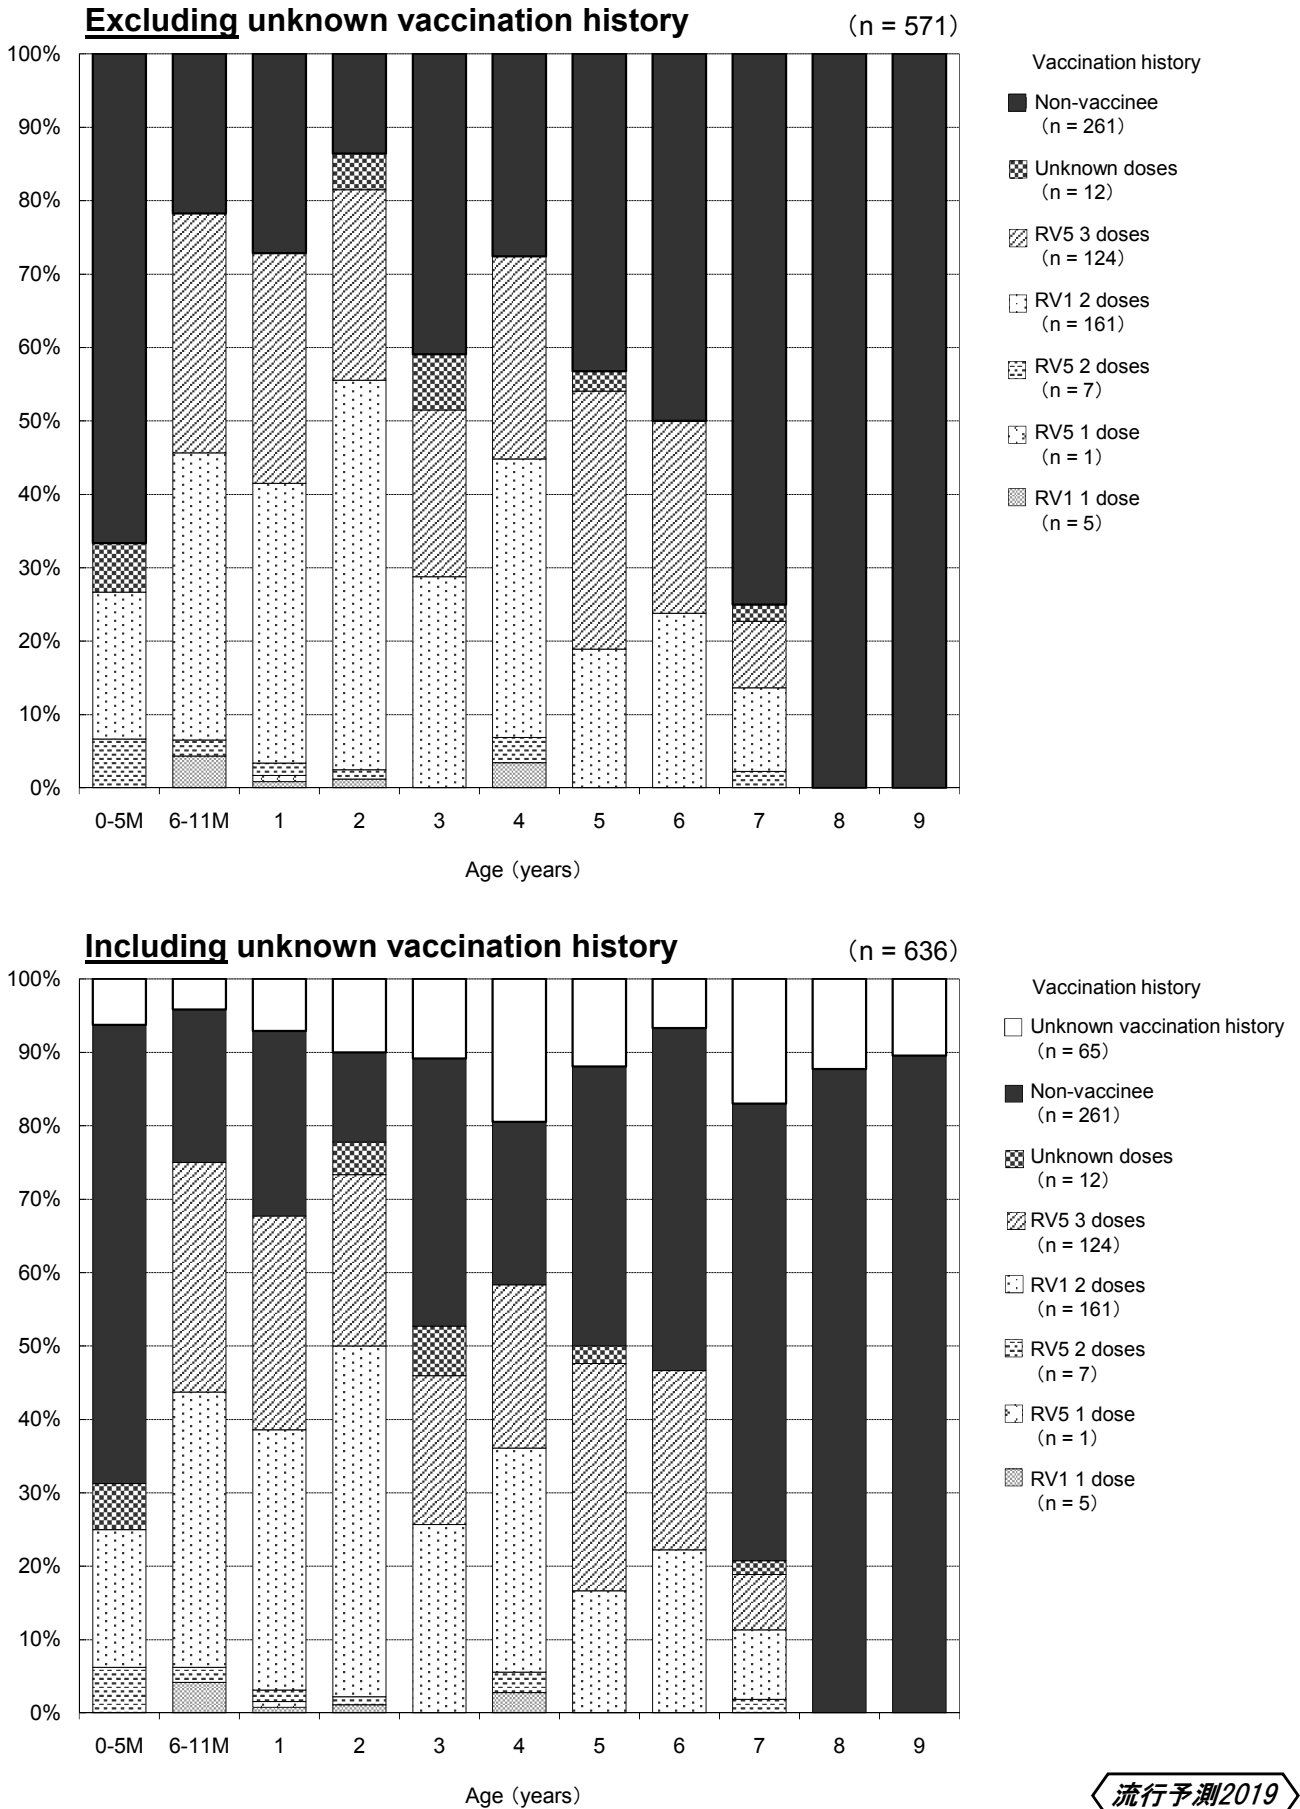 Excluding unknown vaccination history
（n = 571）
100%
90%
80%
70%
60%
50%
40%
30%
20%
10%
0%
0-5M 6-11M 1 2 3 4 5 6 7 8 9
Age（years）
Vaccination history
Non-vaccinee
（n = 261）
Unknown doses
（n = 12）
RV5 3 doses
（n = 124）
RV1 2 doses
（n = 161）
RV5 2 doses
（n = 7）
RV5 1 dose
（n = 1）
RV1 1 dose
（n = 5）
Including unknown vaccination history
（n = 636）
100%
90%
80%
70%
60%
50%
40%
30%
20%
10%
0%
0-5M 6-11M 1 2 3 4 5 6 7 8 9
Age（years）
Vaccination history
Unknown vaccination history
（n = 65）
Non-vaccinee
（n = 261）
Unknown doses
（n = 12）
RV5 3 doses
（n = 124）
RV1 2 doses
（n = 161）
RV5 2 doses
（n = 7）
RV5 1 dose
（n = 1）
RV1 1 dose
（n = 5）
流行予測2019